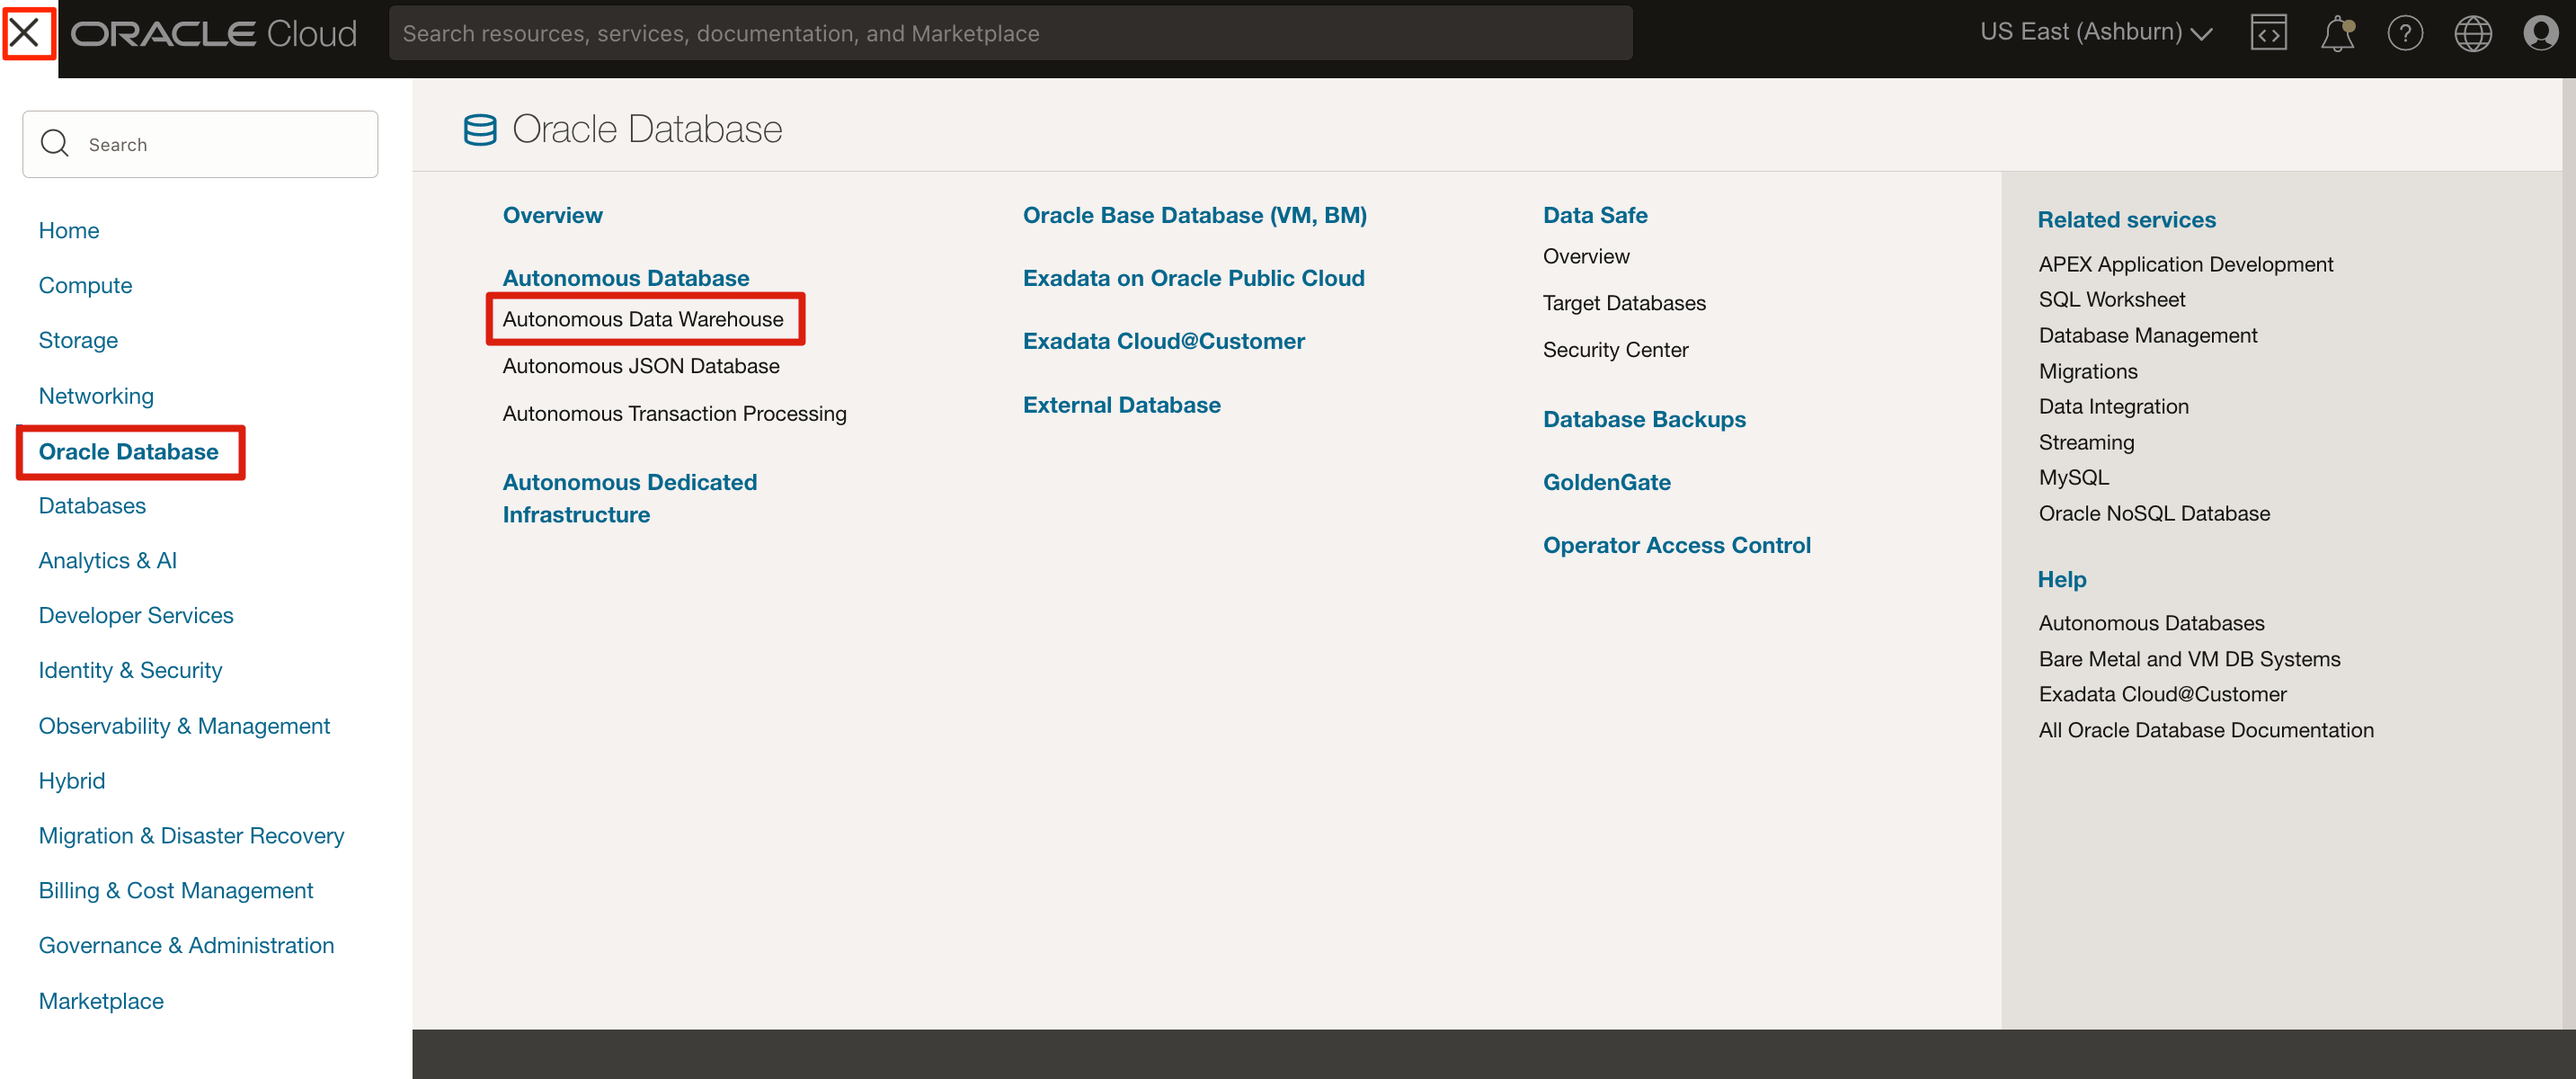 ORACLE Cloud
Search resources, services, documentation, and Marketplace
US East (Ashburn)
Search
Home
Compute
Storage
Networking
Oracle Database
Databases
Analytics & AI
Developer Services
Identity & Security
Observability & Management
Hybrid
Migration & Disaster Recovery
Billing & Cost Management
Governance & Administration
Marketplace
Oracle Database
Overview
Autonomous Database
Autonomous Data Warehouse
Autonomous JSON Database
Autonomous Transaction Processing
Autonomous Dedicated
Infrastructure
Oracle Base Database (VM, BM)
Exadata on Oracle Public Cloud
Exadata Cloud@Customer
External Database
Data Safe
Overview
Target Databases
Security Center
Database Backups
GoldenGate
Operator Access Control
Related services
APEX Application Development
SQL Worksheet
Database Management
Migrations
Data Integration
Streaming
MySQL
Oracle NoSQL Database
Help
Autonomous Databases
Bare Metal and VM DB Systems
Exadata Cloud@Customer
All Oracle Database Documentation